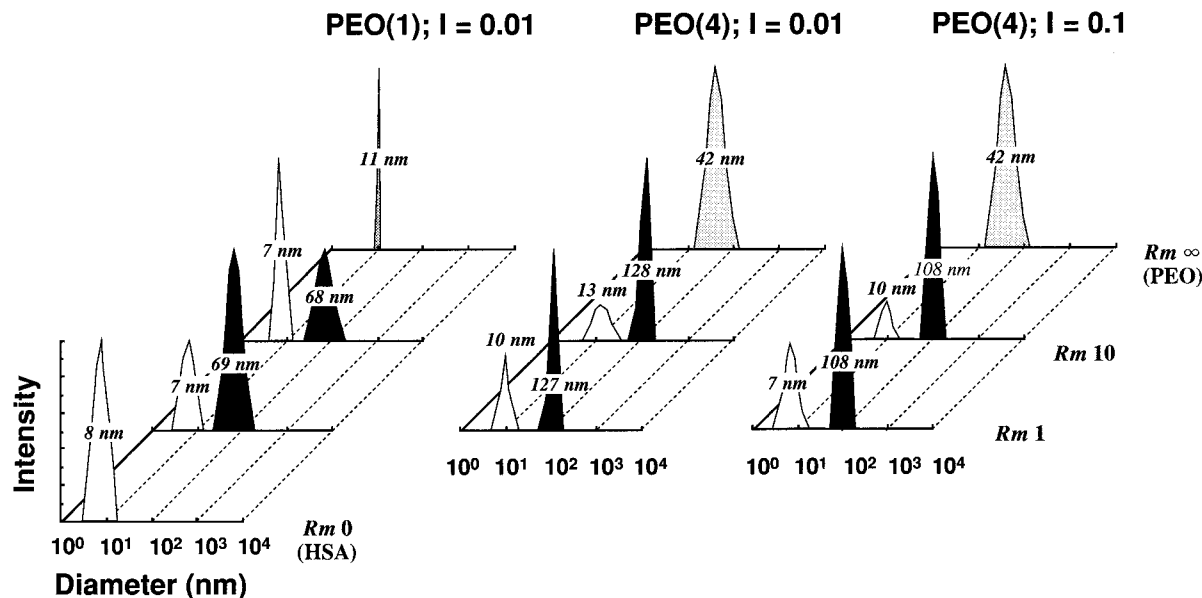 PEO(1); I = 0.01 PEO(4); I = 0.01 PEO(4); I = 0.1
11 nm 42 nm 42 nm
7 nm
Rm ∞
(PEO)
68 nm 13 nm 128 nm 10 nm 108 nm
Rm 10
7 nm 69 nm 10 nm 127 nm 7 nm 108 nm
Rm 1
8 nm
10⁰ 10¹ 10² 10³ 10⁴ 10⁰ 10¹ 10² 10³ 10⁴
Intensity
Rm 0
(HSA)
10⁰ 10¹ 10² 10³ 10⁴
Diameter (nm)